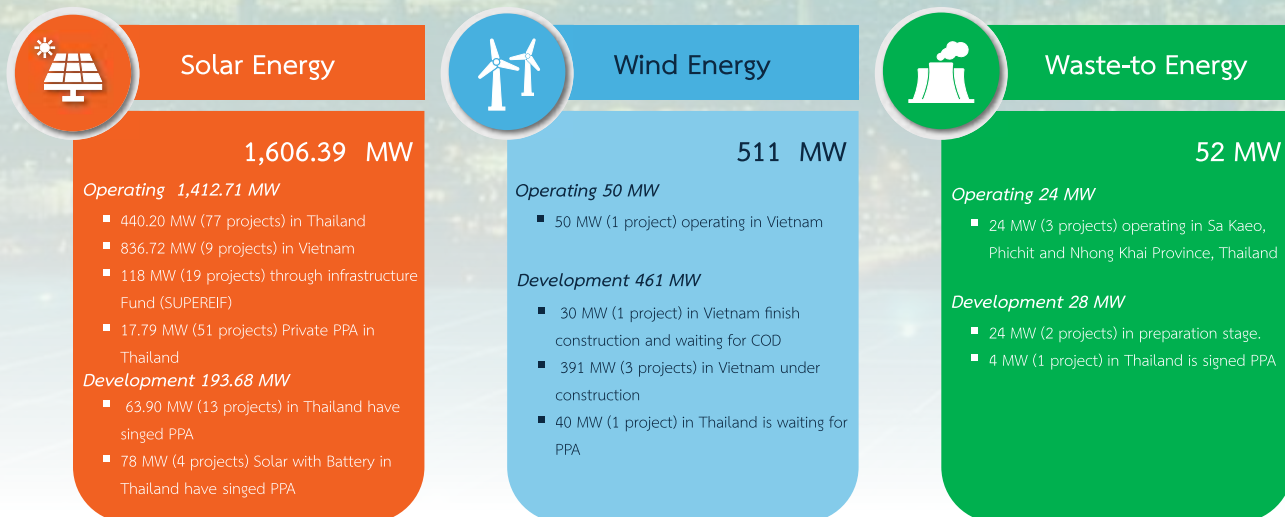 Solar Energy
1,606.39 MW
Operating 1,412.71 MW
▪ 440.20 MW (77 projects) in Thailand
▪ 836.72 MW (9 projects) in Vietnam
▪ 118 MW (19 projects) through infrastructure
Fund (SUPEREIF)
▪ 17.79 MW (51 projects) Private PPA in
Thailand
Development 193.68 MW
▪ 63.90 MW (13 projects) in Thailand have
singed PPA
▪ 78 MW (4 projects) Solar with Battery in
Thailand have singed PPA
Wind Energy
511 MW
Operating 50 MW
▪ 50 MW (1 project) operating in Vietnam
Development 461 MW
▪ 30 MW (1 project) in Vietnam finish
construction and waiting for COD
▪ 391 MW (3 projects) in Vietnam under
construction
▪ 40 MW (1 project) in Thailand is waiting for
PPA
Waste-to Energy
52 MW
Operating 24 MW
▪ 24 MW (3 projects) operating in Sa Kaeo,
Phichit and Nhong Khai Province, Thailand
Development 28 MW
▪ 24 MW (2 projects) in preparation stage.
▪ 4 MW (1 project) in Thailand is signed PPA